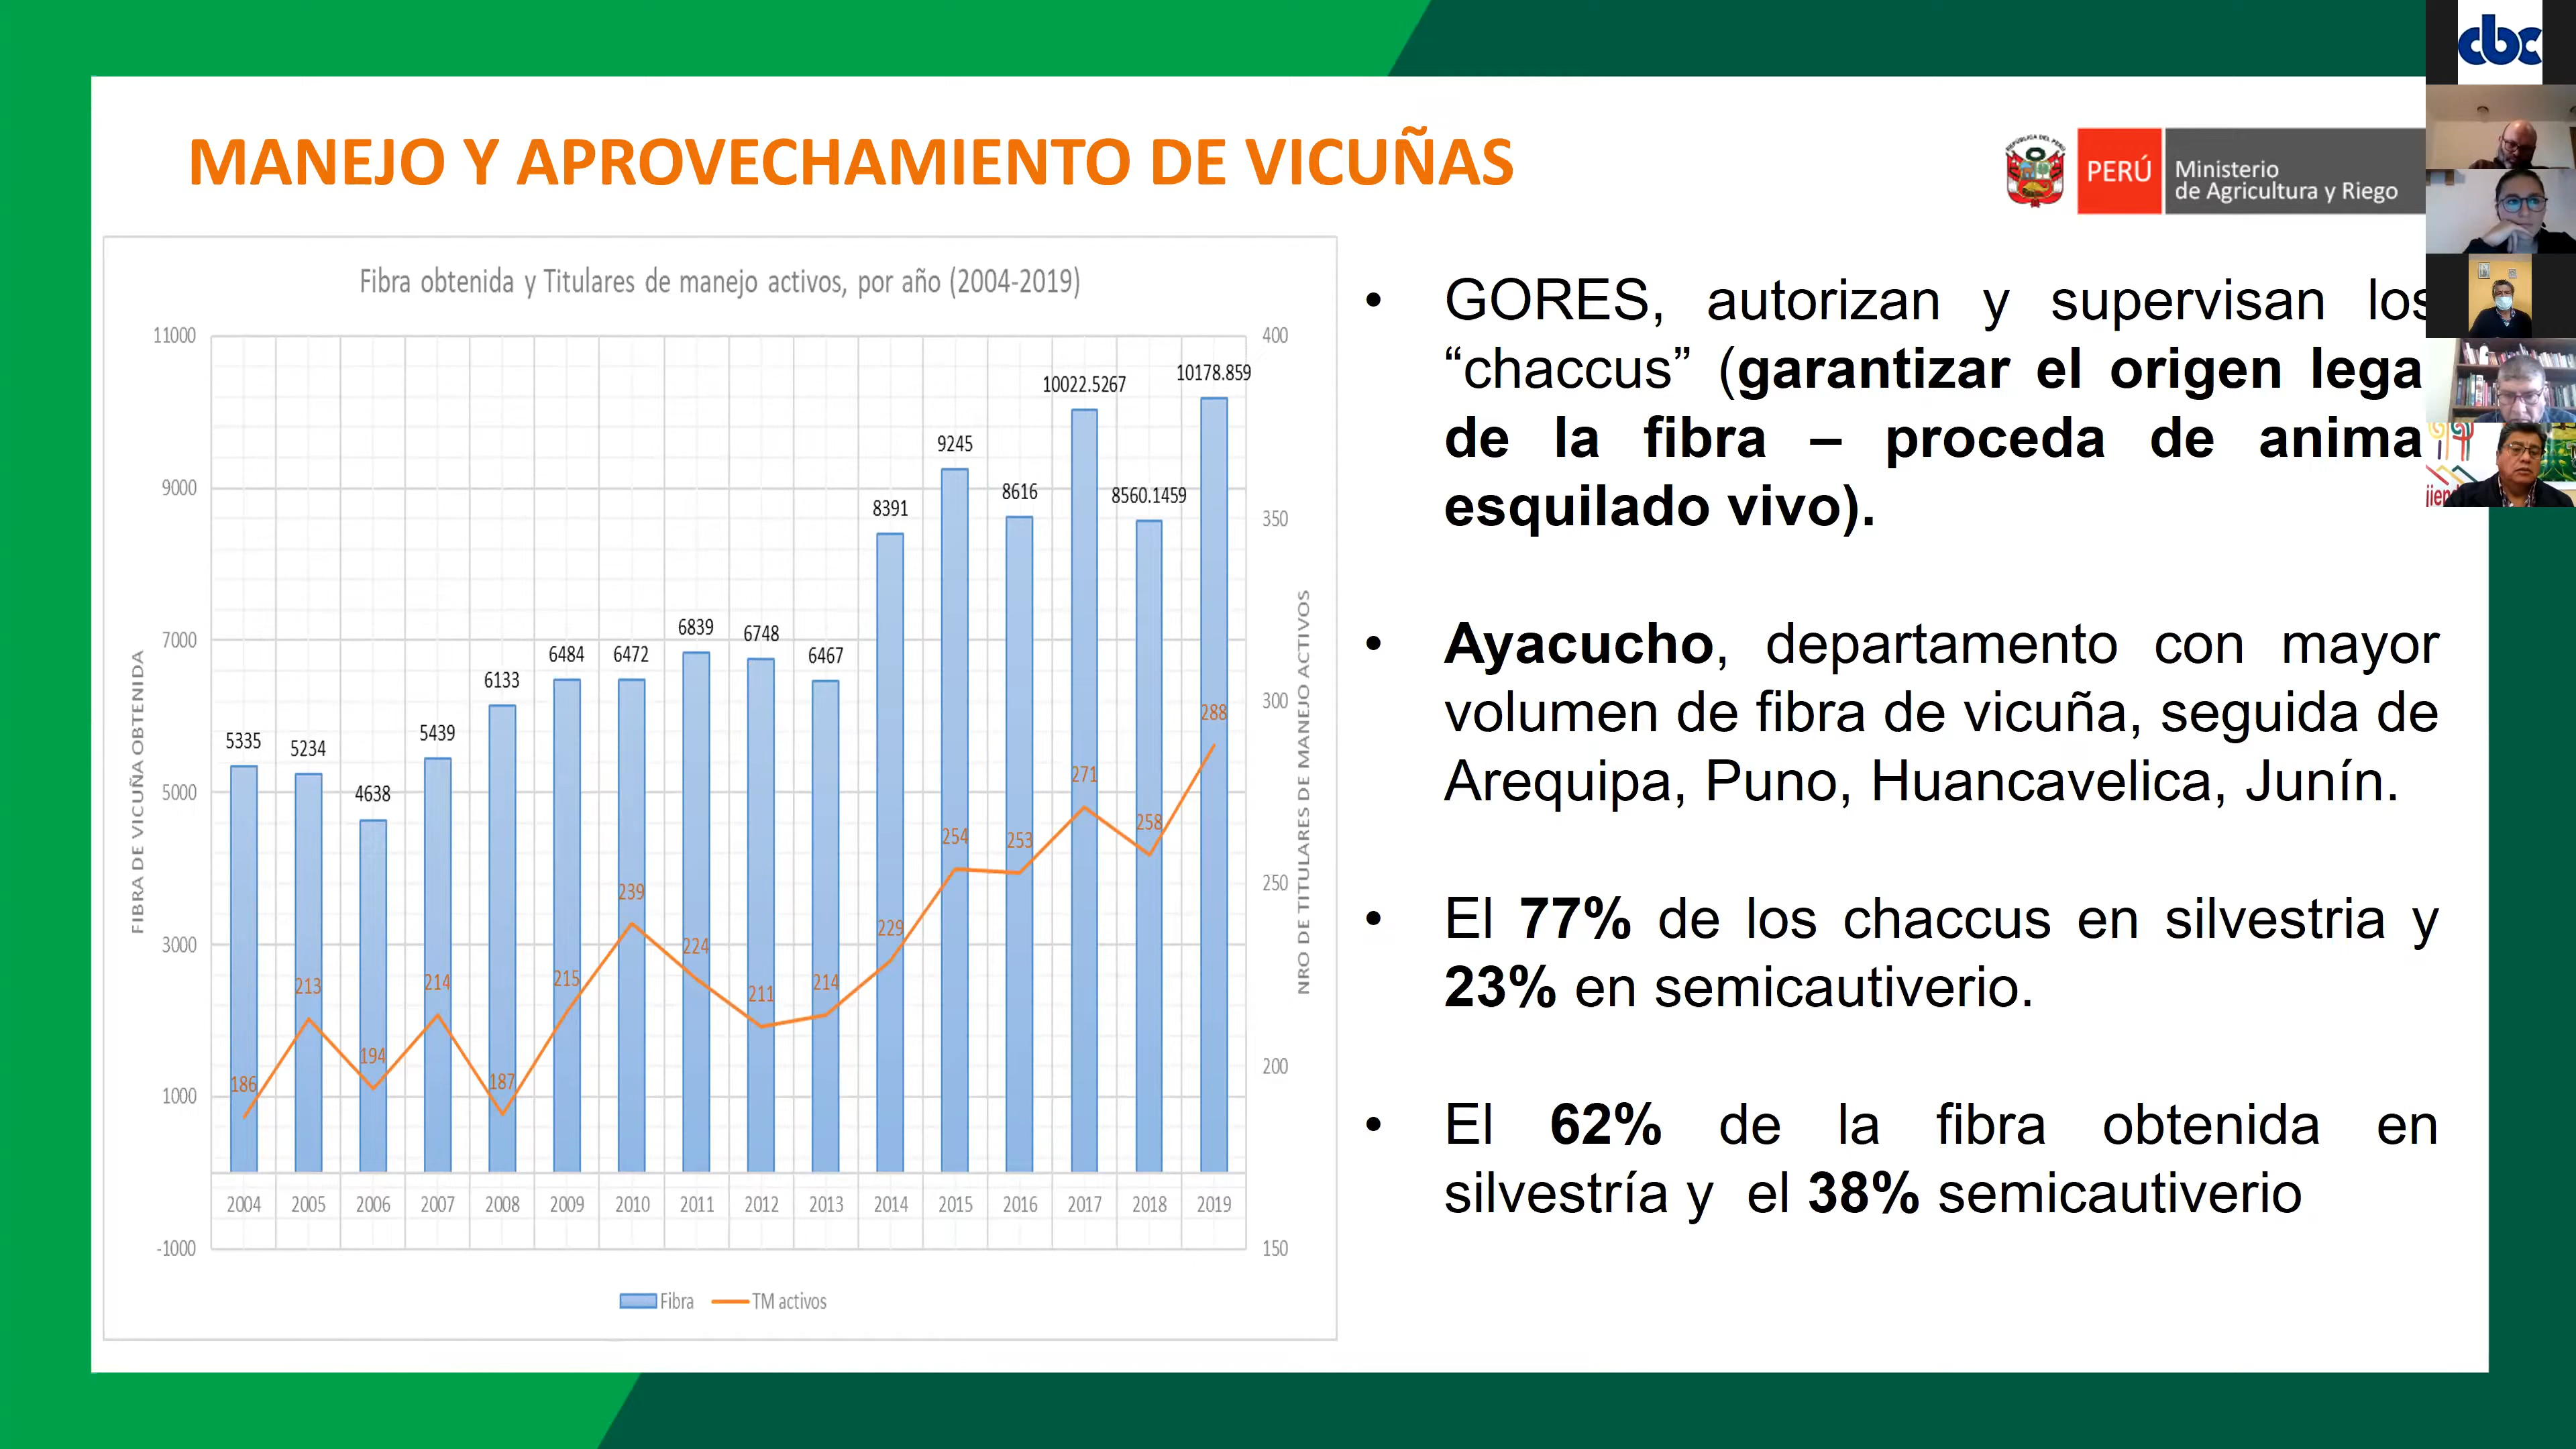 cbc
MANEJO Y APROVECHAMIENTO DE VICUÑAS
REPÚBLICA DEL PERÚ
PERÚ
Ministerio
de Agricultura y Riego
Fibra obtenida y Titulares de manejo activos, por año (2004-2019)
11000
9000
7000
5000
3000
1000
-1000
FIBRA DE VICUÑA OBTENIDA
5335
5234
4638
5439
6133
6484
6472
6839
6748
6467
8391
9245
8616
10022.5267
8560.1459
10178.859
186
213
194
214
187
215
239
224
211
214
229
254
253
271
258
288
400
350
300
250
200
150
NRO DE TITULARES DE MANEJO ACTIVOS
2004 2005 2006 2007 2008 2009 2010 2011 2012 2013 2014 2015 2016 2017 2018 2019
Fibra TM activos
• GORES, autorizan y supervisan los
“chaccus” (garantizar el origen lega
de la fibra – proceda de anima
esquilado vivo).
• Ayacucho, departamento con mayor
volumen de fibra de vicuña, seguida de
Arequipa, Puno, Huancavelica, Junín.
• El 77% de los chaccus en silvestria y
23% en semicautiverio.
• El 62% de la fibra obtenida en
silvestría y el 38% semicautiverio